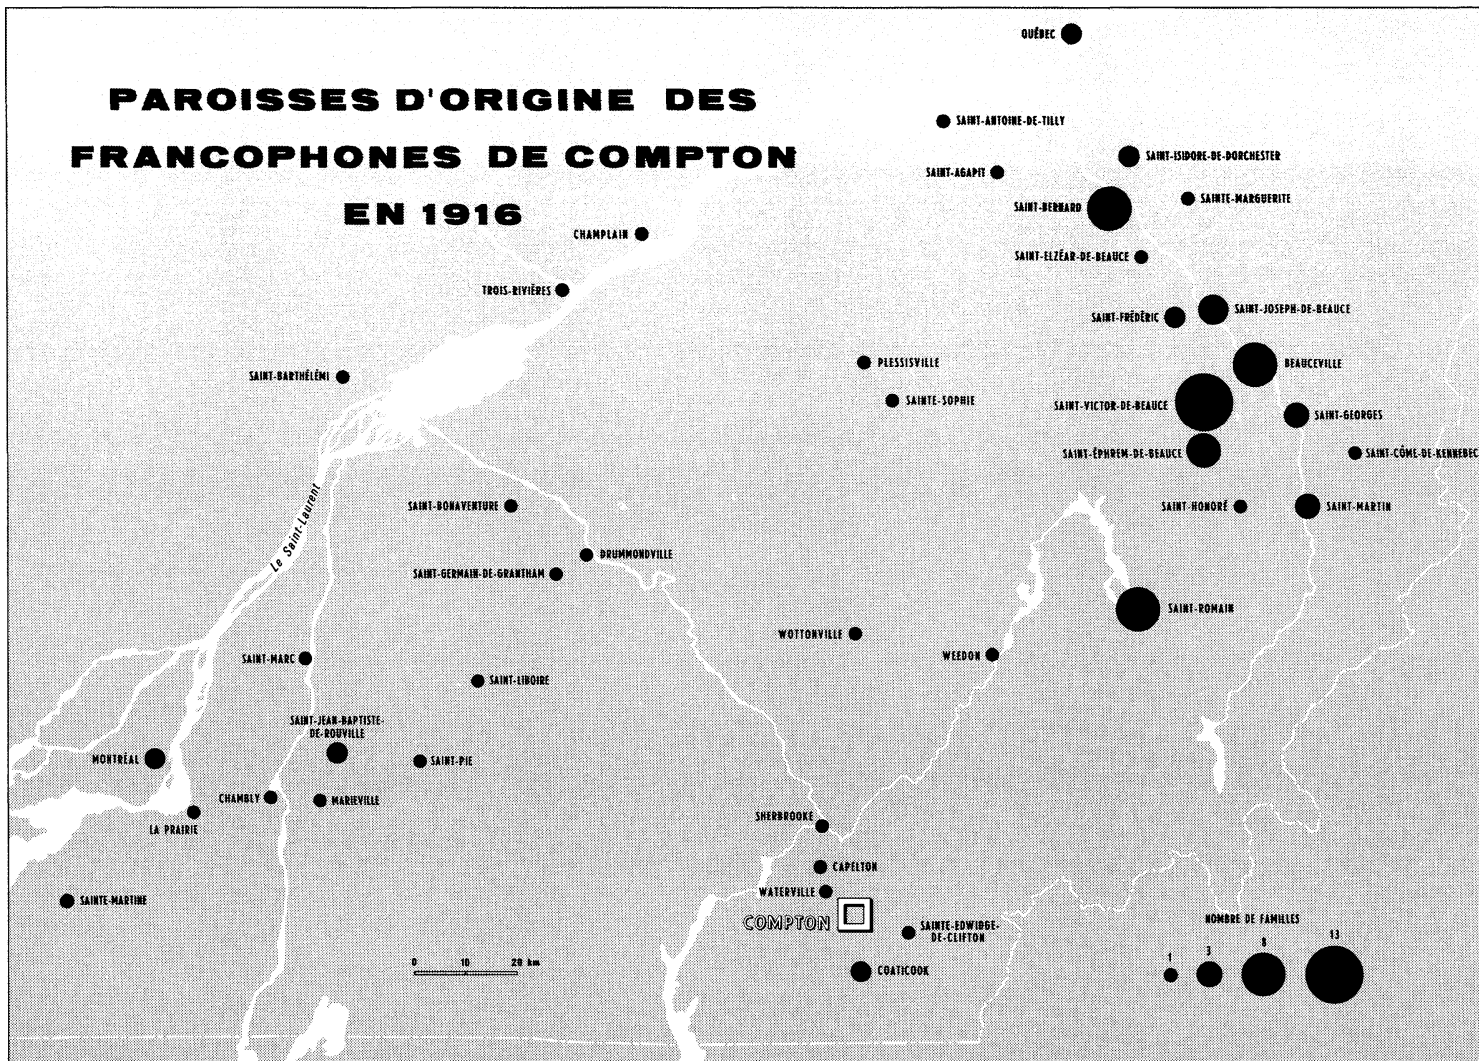 PAROISSES D'ORIGINE DES
FRANCOPHONES DE COMPTON
EN 1916
QUÉBEC
SAINT-ANTOINE-DE-TILLY
SAINT-ISIDORE-DE-DORCHESTER
SAINT-AGAPIT
SAINTE-MARGUERITE
SAINT-BERNARD
CHAMPLAIN
SAINT-ELZÉAR-DE-BEAUCE
TROIS-RIVIÈRES
SAINT-JOSEPH-DE-BEAUCE
SAINT-FRÉDÉRIC
PLESSISVILLE
BEAUCEVILLE
SAINT-BARTHÉLÉMI
SAINTE-SOPHIE
SAINT-VICTOR-DE-BEAUCE
SAINT-GEORGES
SAINT-ÉPHREM-DE-BEAUCE
SAINT-CÔME-DE-KENNEBEC
Le Saint-Laurent
SAINT-BONAVENTURE
SAINT-HONORÉ
SAINT-MARTIN
DRUMMONDVILLE
SAINT-GERMAIN-DE-GRANTHAM
SAINT-ROMAIN
WOTTONVILLE
WEEDON
SAINT-MARC
SAINT-LIBOIRE
SAINT-JEAN-BAPTISTE-
DE-ROUVILLE
MONTRÉAL
SAINT-PIE
CHAMBLY
MARIEVILLE
LA PRAIRIE
SHERBROOKE
CAPELTON
WATERVILLE
SAINTE-MARTINE
COMPTON
SAINTE-EDWIDGE-
DE-CLIFTON
COATICOOK
0 10 20 km
NOMBRE DE FAMILLES
1 3 8 13